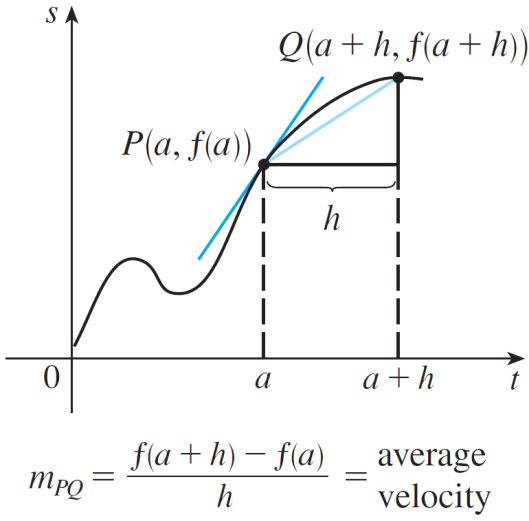 s
Q(a + h, f(a + h))
P(a, f(a))
h
0 a a + h t
m_PQ = (f(a + h) − f(a))/h = average velocity